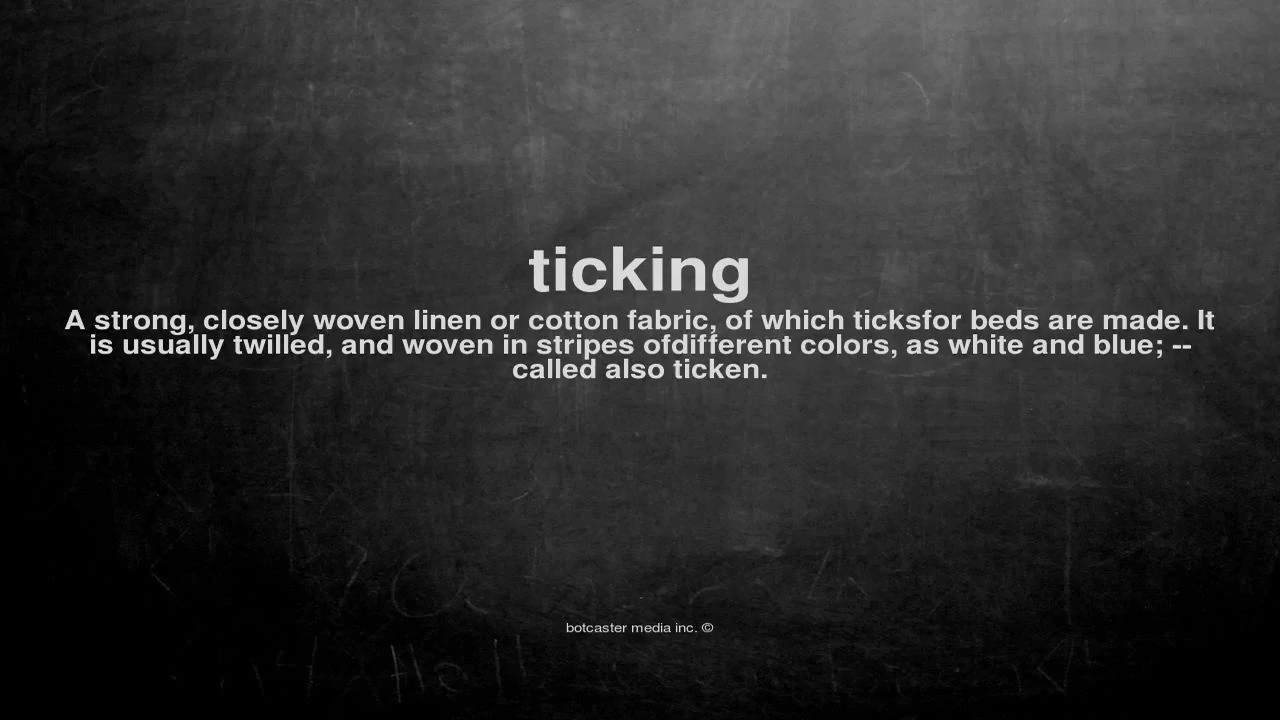 ticking
A strong, closely woven linen or cotton fabric, of which ticksfor beds are made. It
is usually twilled, and woven in stripes ofdifferent colors, as white and blue; --
called also ticken.
botcaster media inc. ©